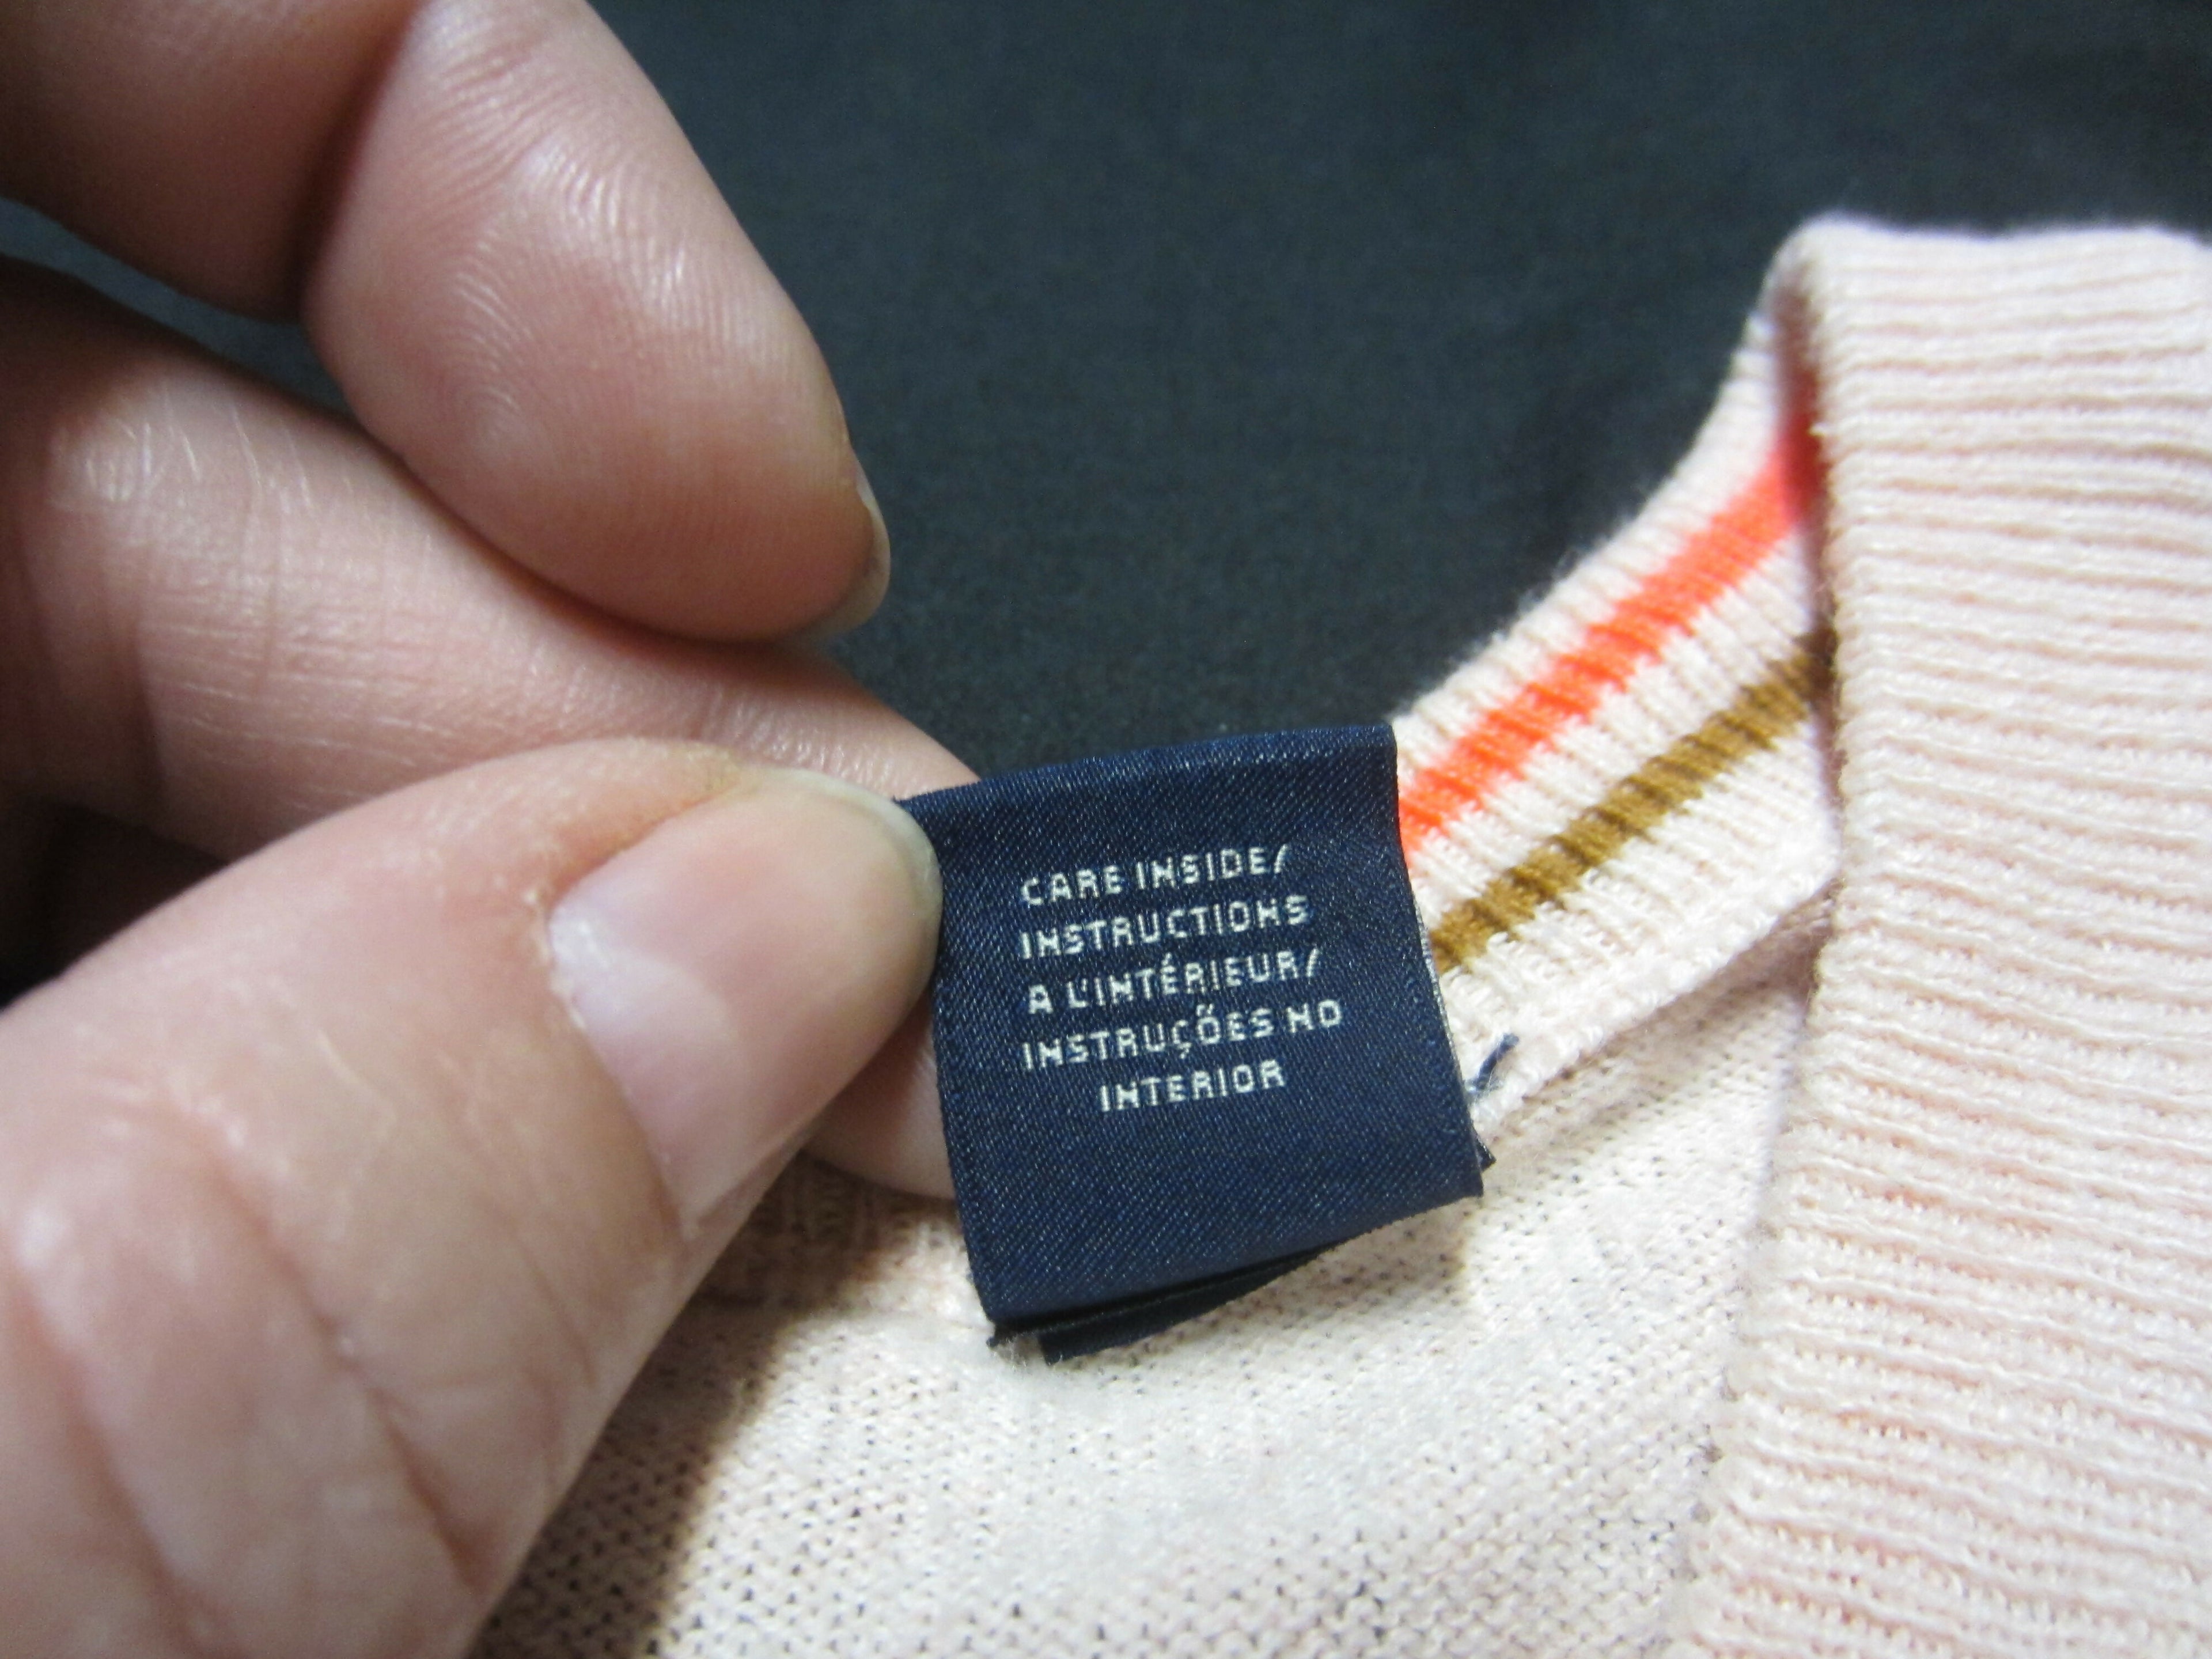 CARE INSIDE/
INSTRUCTIONS
A L'INTÉRIEUR/
INSTRUÇÕES NO
INTERIOR